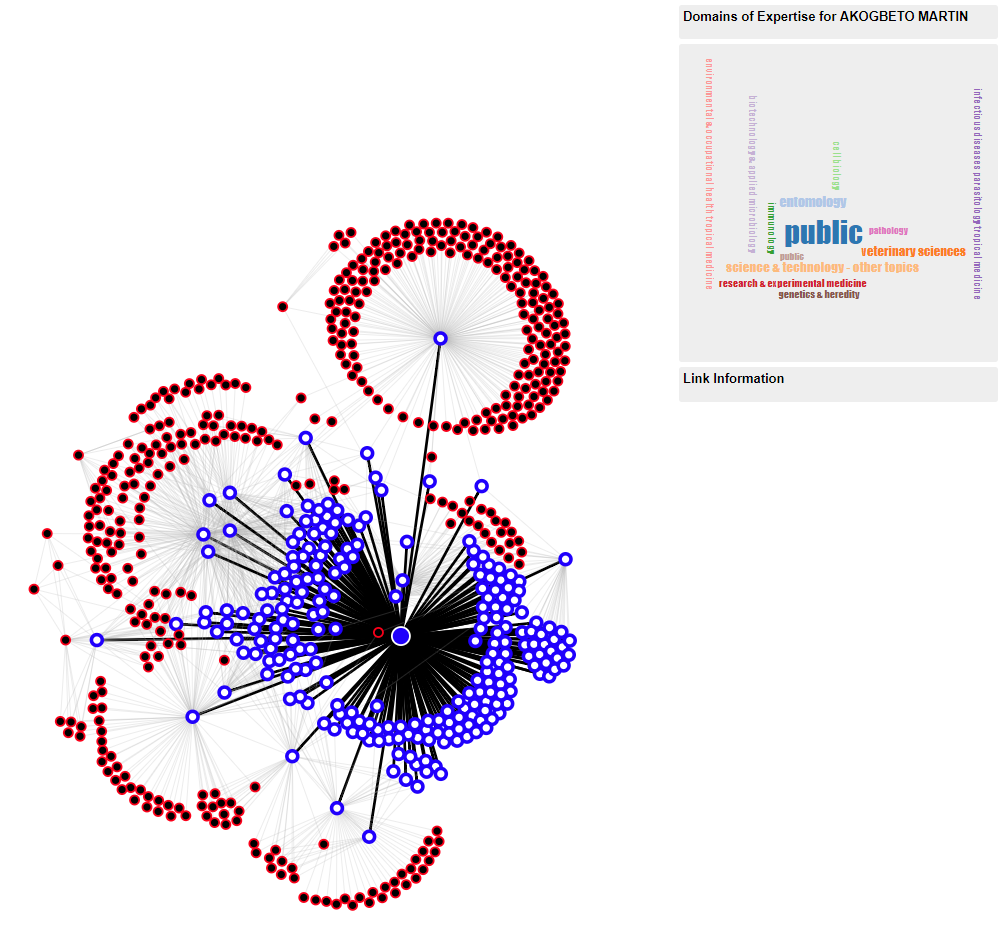 Domains of Expertise for AKOGBETO MARTIN
environmental & occupational health tropical medicine
biotechnology & applied microbiology
cell biology
infectious diseases parasitology tropical medicine
immunology
entomology
public
pathology
public
veterinary sciences
science & technology - other topics
research & experimental medicine
genetics & heredity
Link Information